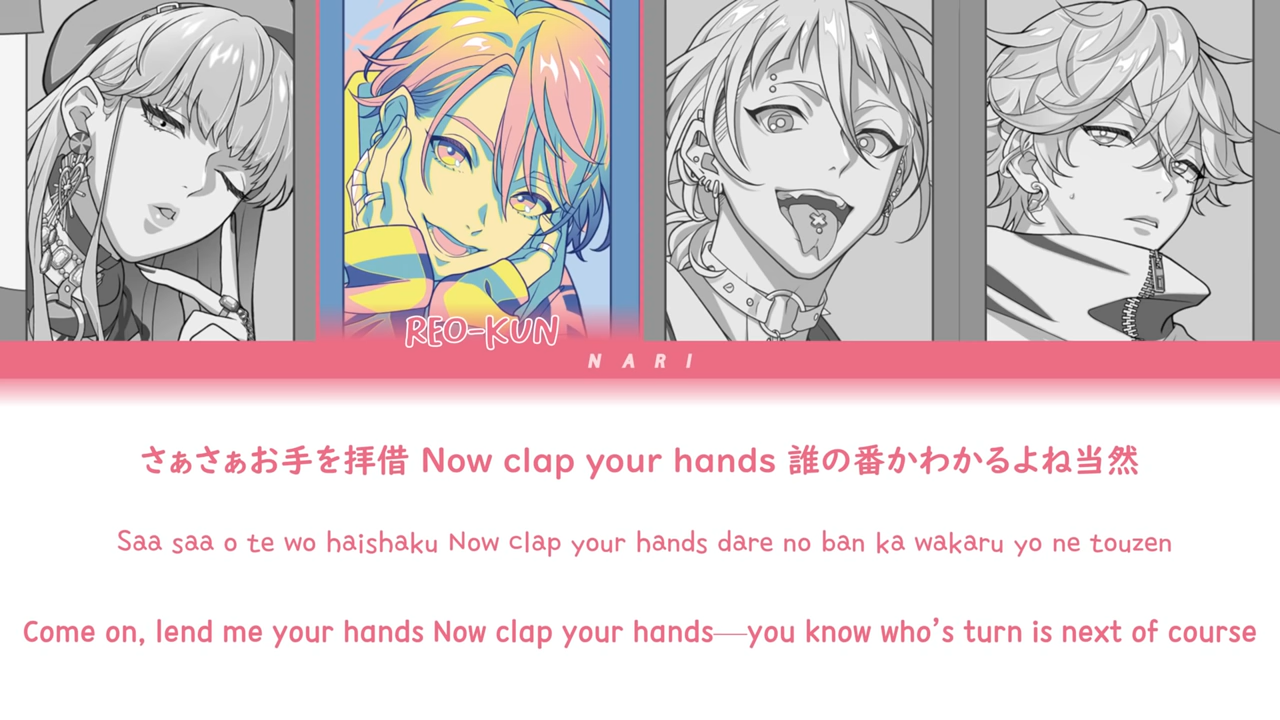 REO-KUN
NARI
さぁさぁお手を拝借 Now clap your hands 誰の番かわかるよね当然
Saa saa o te wo haishaku Now clap your hands dare no ban ka wakaru yo ne touzen
Come on, lend me your hands Now clap your hands—you know who's turn is next of course